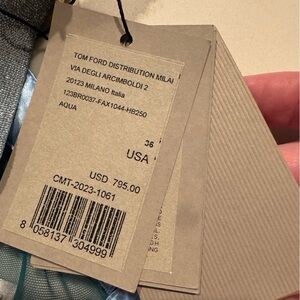 TOM FORD DISTRIBUTION MILAI
VIA DEGLI ARCIMBOLDI 2
20123 MILANO Italia
123BR0037-FAX1044-HB250
AQUA
36
USA
USD 795.00
CMT-2023-1061
8 058137 304999